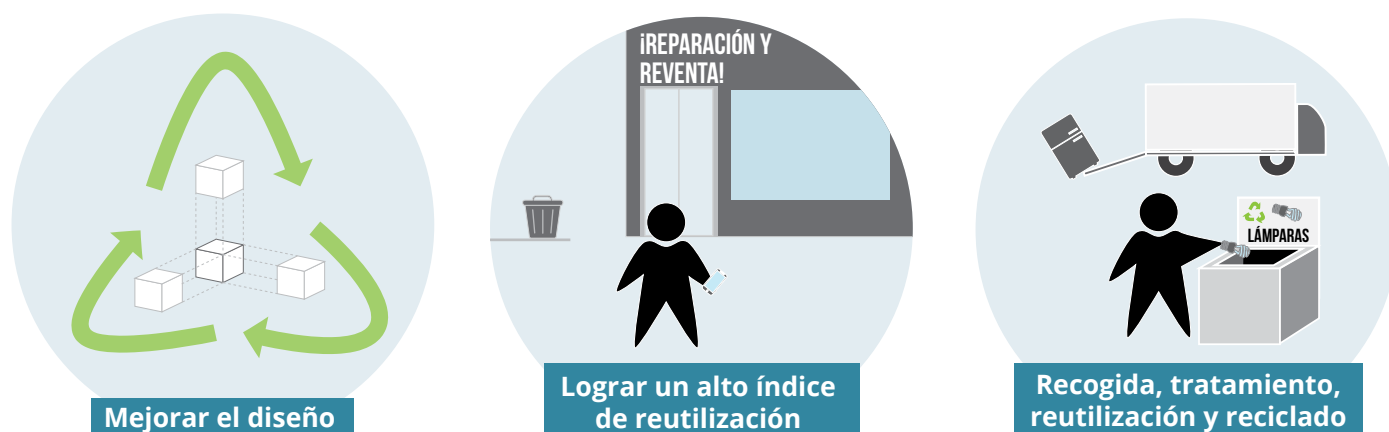 ¡REPARACIÓN Y
REVENTA!
LÁMPARAS
Mejorar el diseño
Lograr un alto índice
de reutilización
Recogida, tratamiento,
reutilización y reciclado